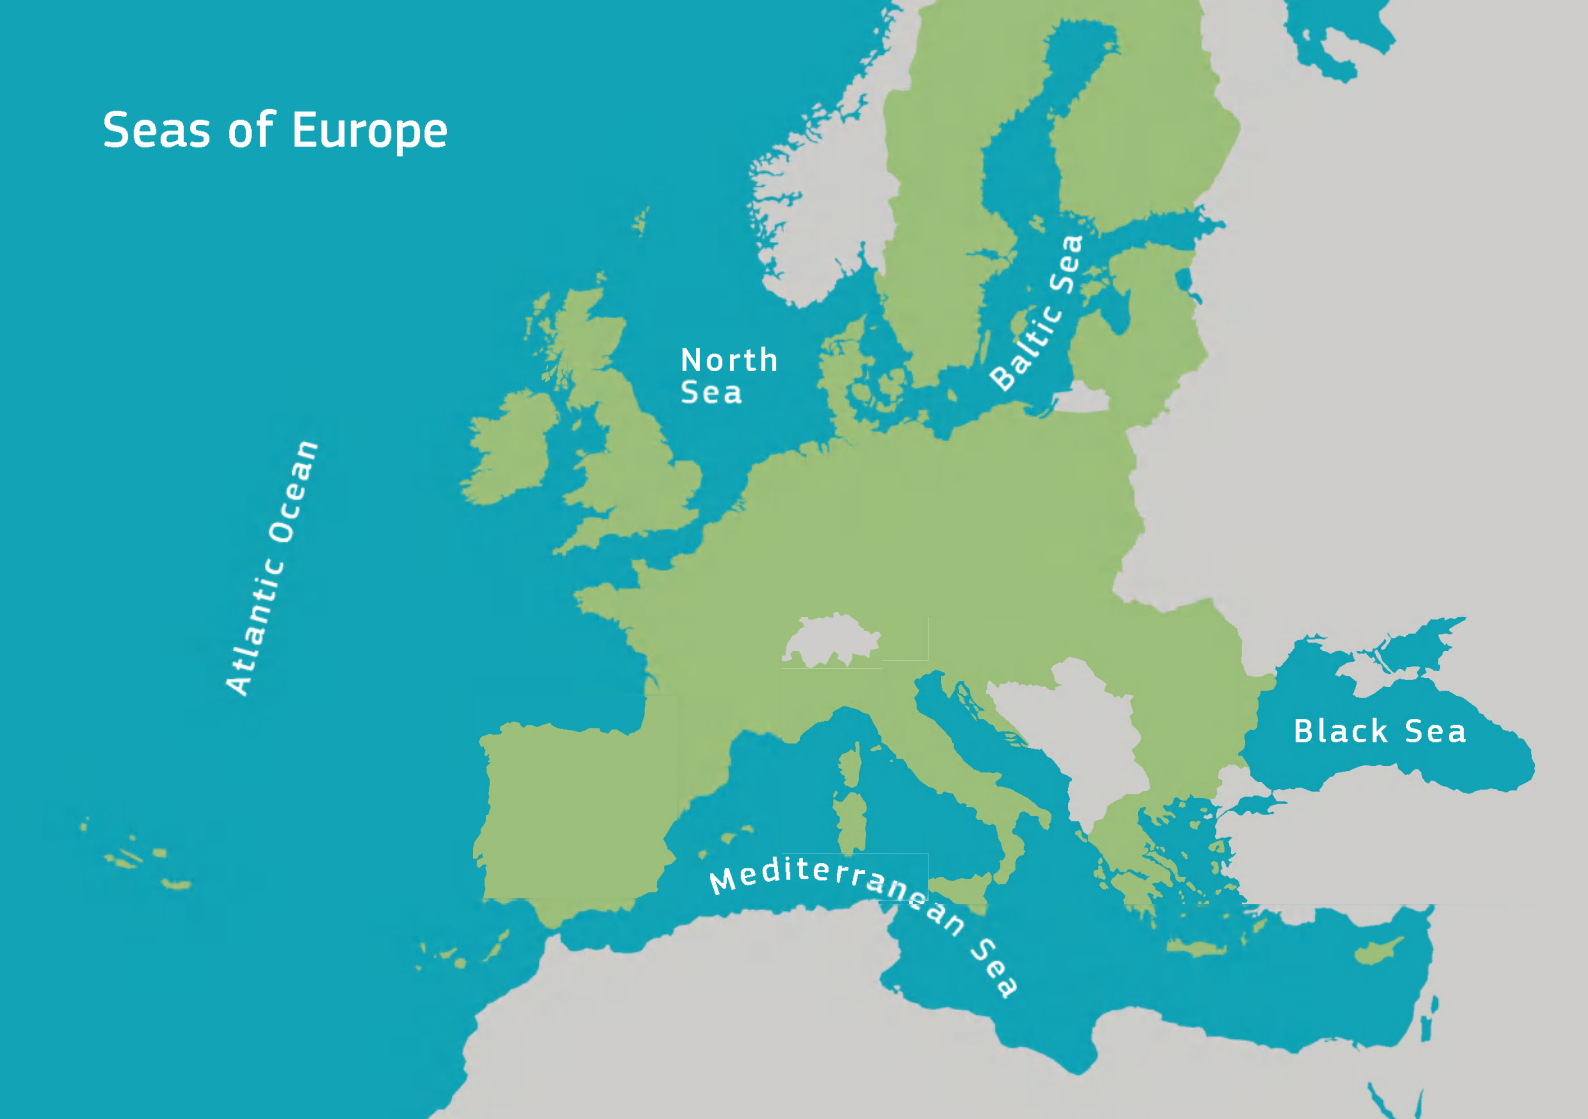 Seas of Europe
North
Sea
Baltic Sea
Atlantic Ocean
Black Sea
Mediterranean Sea